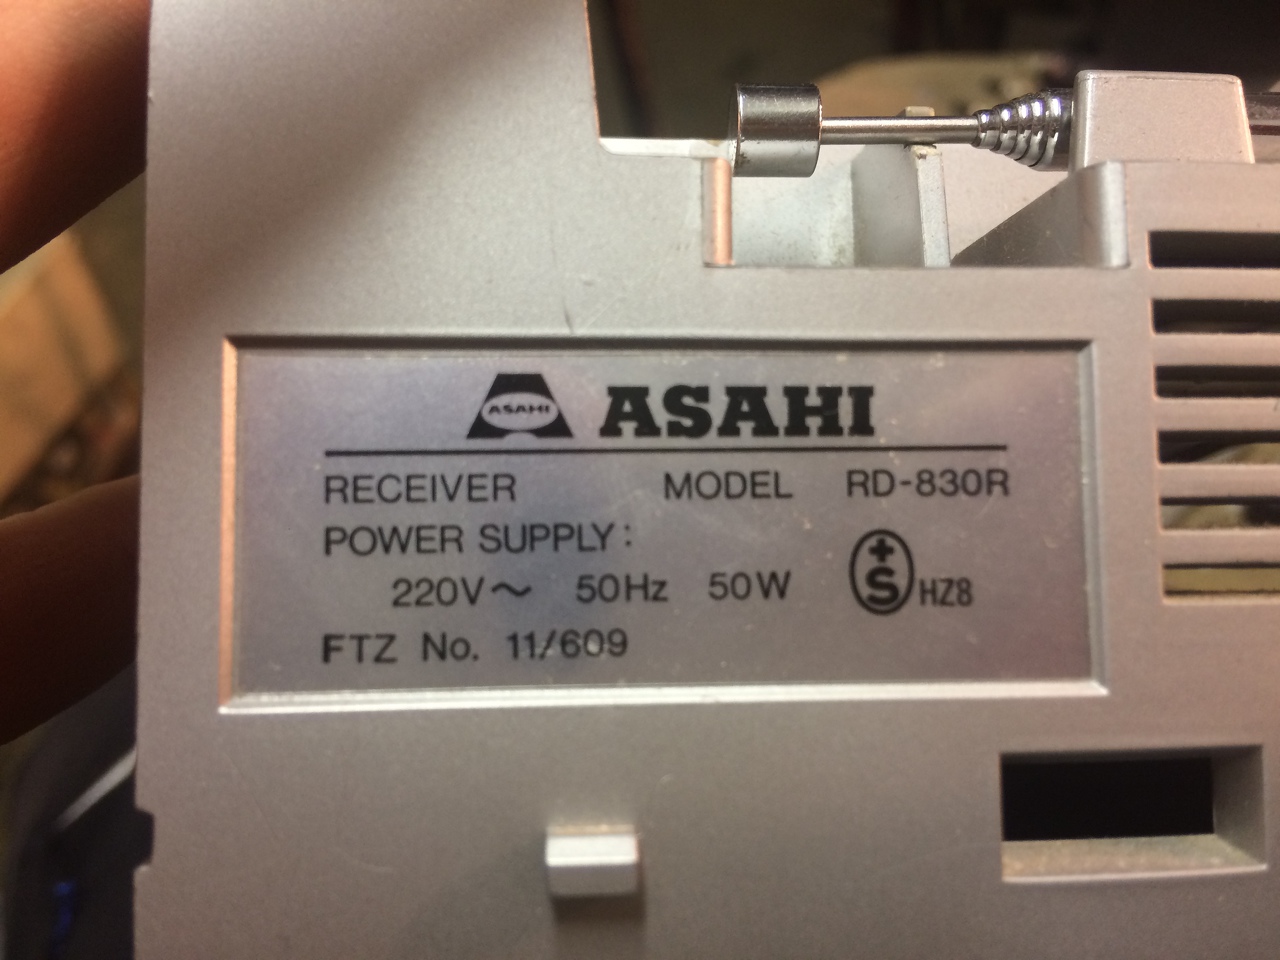 ASAHI ASAHI
RECEIVER MODEL RD-830R
POWER SUPPLY:
220V～ 50Hz 50W +S HZ8
FTZ No. 11/609